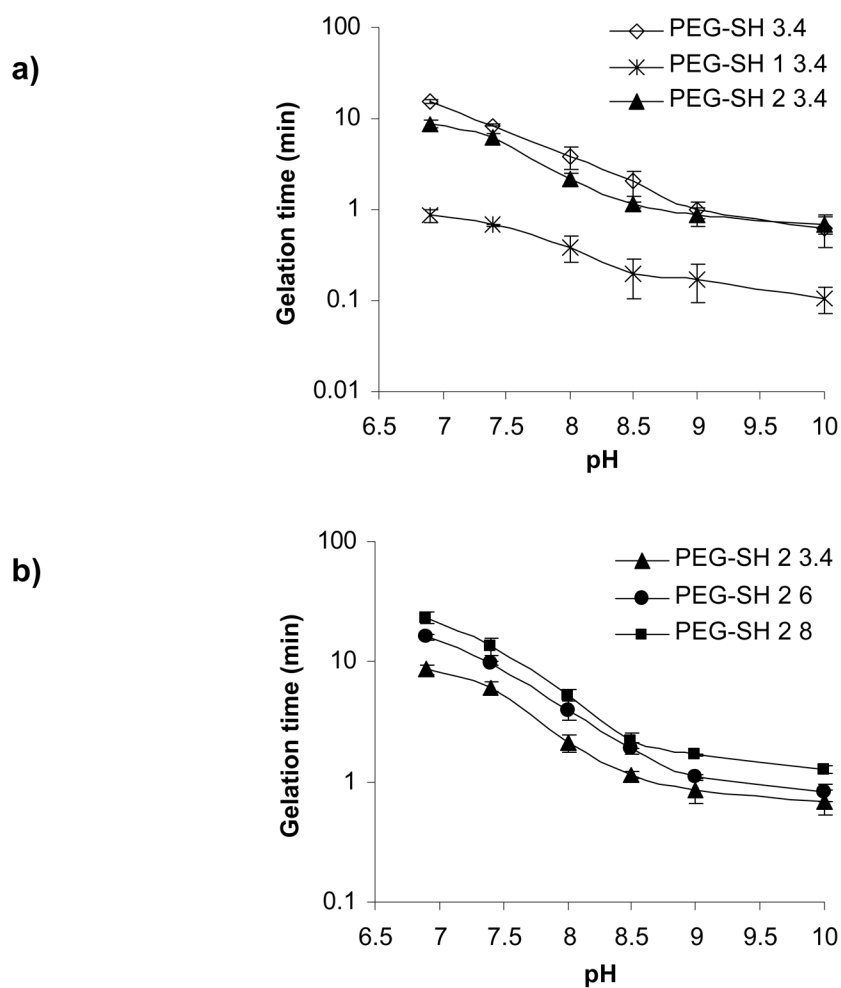 a)
100
10
1
0.1
0.01
Gelation time (min)
PEG-SH 3.4
PEG-SH 1 3.4
PEG-SH 2 3.4
6.5 7 7.5 8 8.5 9 9.5 10
pH
b)
100
10
1
0.1
Gelation time (min)
PEG-SH 2 3.4
PEG-SH 2 6
PEG-SH 2 8
6.5 7 7.5 8 8.5 9 9.5 10
pH